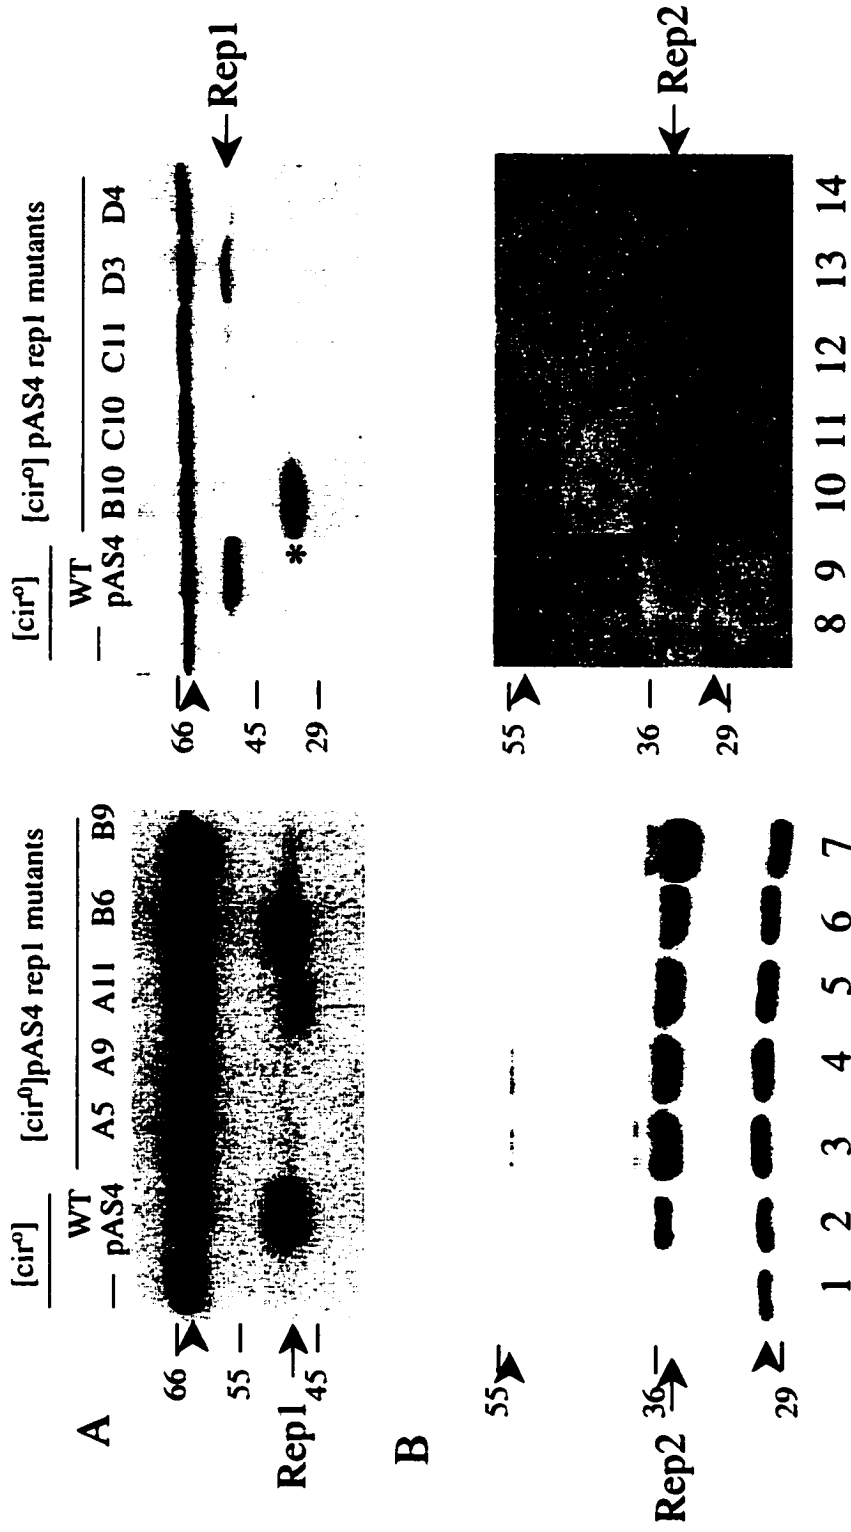 A
[cir⁰]
[cir⁰]pAS4 rep1 mutants
— WT pAS4 A5 A9 A11 B6 B9
66
55
Rep1
45
[cir⁰]
[cir⁰] pAS4 rep1 mutants
— WT pAS4 B10 C10 C11 D3 D4
66
45
29
Rep1
*
B
55
36
Rep2
29
1 2 3 4 5 6 7
55
36
29
Rep2
8 9 10 11 12 13 14